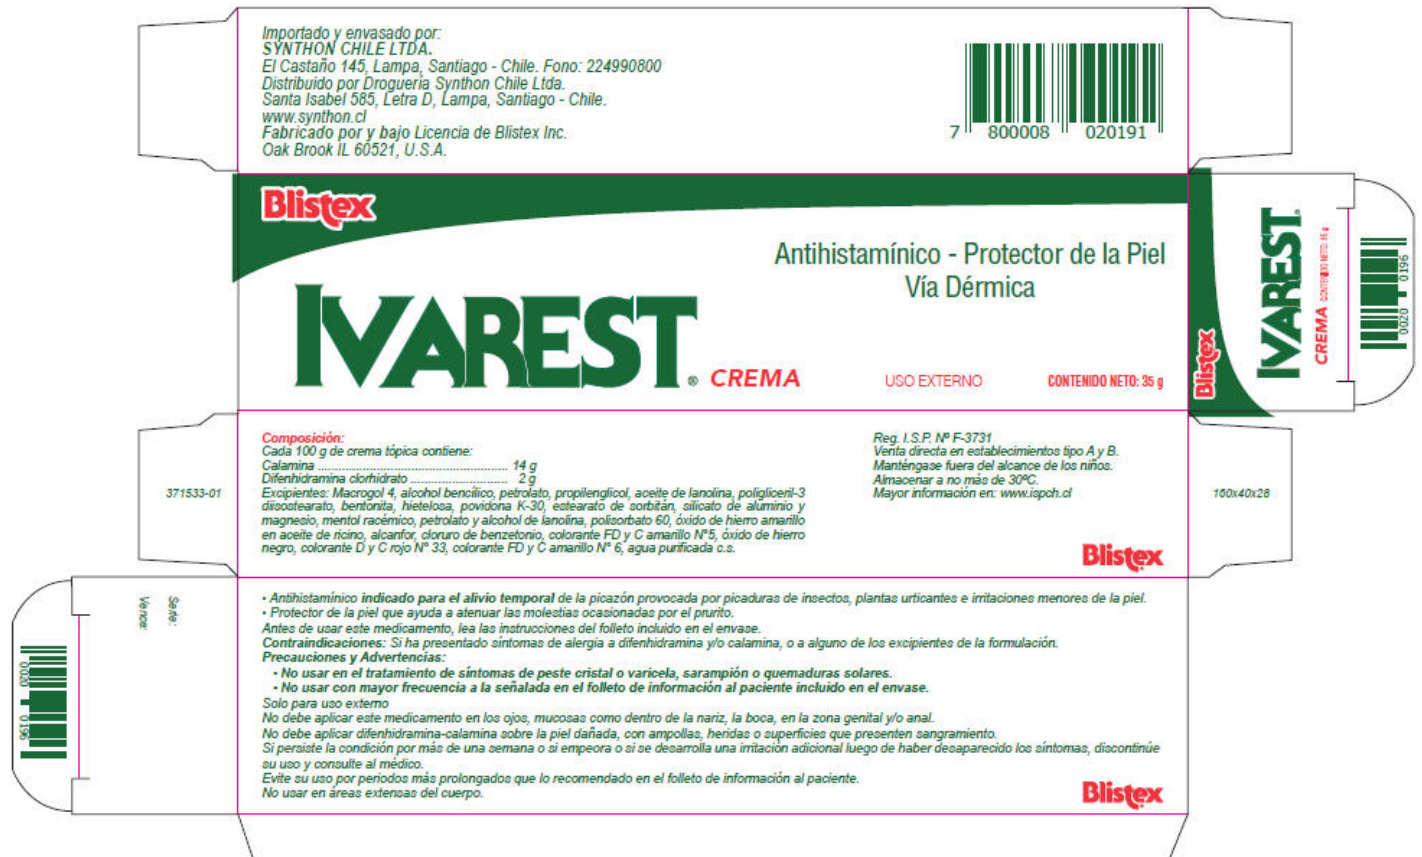 Importado y envasado por:
SYNTHON CHILE LTDA.
El Castaño 145, Lampa, Santiago - Chile. Fono: 224990800
Distribuido por Droguería Synthon Chile Ltda.
Santa Isabel 585, Letra D, Lampa, Santiago - Chile.
www.synthon.cl
Fabricado por y bajo Licencia de Blistex Inc.
Oak Brook IL 60521, U.S.A.
7 800008 020191
Blistex
Antihistamínico - Protector de la Piel
Vía Dérmica
IVAREST® CREMA
USO EXTERNO
CONTENIDO NETO: 35 g
Blistex
IVAREST®
CREMA CONTENIDO NETO: 35 g
0020 0196
371533-01
Composición:
Cada 100 g de crema tópica contiene:
Calamina ........................................................ 14 g
Difenhidramina clorhidrato ............................. 2 g
Excipientes: Macrogol 4, alcohol bencílico, petrolato, propilenglicol, aceite de lanolina, poligliceril-3
diisostearato, bentonita, hietelosa, povidona K-30, estearato de sorbitán, silicato de aluminio y
magnesio, mentol racémico, petrolato y alcohol de lanolina, polisorbato 60, óxido de hierro amarillo
en aceite de ricino, alcanfor, cloruro de benzetonio, colorante FD y C amarillo N°5, óxido de hierro
negro, colorante D y C rojo N° 33, colorante FD y C amarillo N° 6, agua purificada c.s.
Reg. I.S.P. Nº F-3731
Venta directa en establecimientos tipo A y B.
Manténgase fuera del alcance de los niños.
Almacenar a no más de 30ºC.
Mayor información en: www.ispch.cl
Blistex
160x40x28
Serie:
Vence:
0020 0196
• Antihistamínico indicado para el alivio temporal de la picazón provocada por picaduras de insectos, plantas urticantes e irritaciones menores de la piel.
• Protector de la piel que ayuda a atenuar las molestias ocasionadas por el prurito.
Antes de usar este medicamento, lea las instrucciones del folleto incluido en el envase.
Contraindicaciones: Si ha presentado síntomas de alergia a difenhidramina y/o calamina, o a alguno de los excipientes de la formulación.
Precauciones y Advertencias:
• No usar en el tratamiento de síntomas de peste cristal o varicela, sarampión o quemaduras solares.
• No usar con mayor frecuencia a la señalada en el folleto de información al paciente incluido en el envase.
Solo para uso externo
No debe aplicar este medicamento en los ojos, mucosas como dentro de la nariz, la boca, en la zona genital y/o anal.
No debe aplicar difenhidramina-calamina sobre la piel dañada, con ampollas, heridas o superficies que presenten sangramiento.
Si persiste la condición por más de una semana o si empeora o si se desarrolla una irritación adicional luego de haber desaparecido los síntomas, discontinúe
su uso y consulte al médico.
Evite su uso por periodos más prolongados que lo recomendado en el folleto de información al paciente.
No usar en áreas extensas del cuerpo.
Blistex